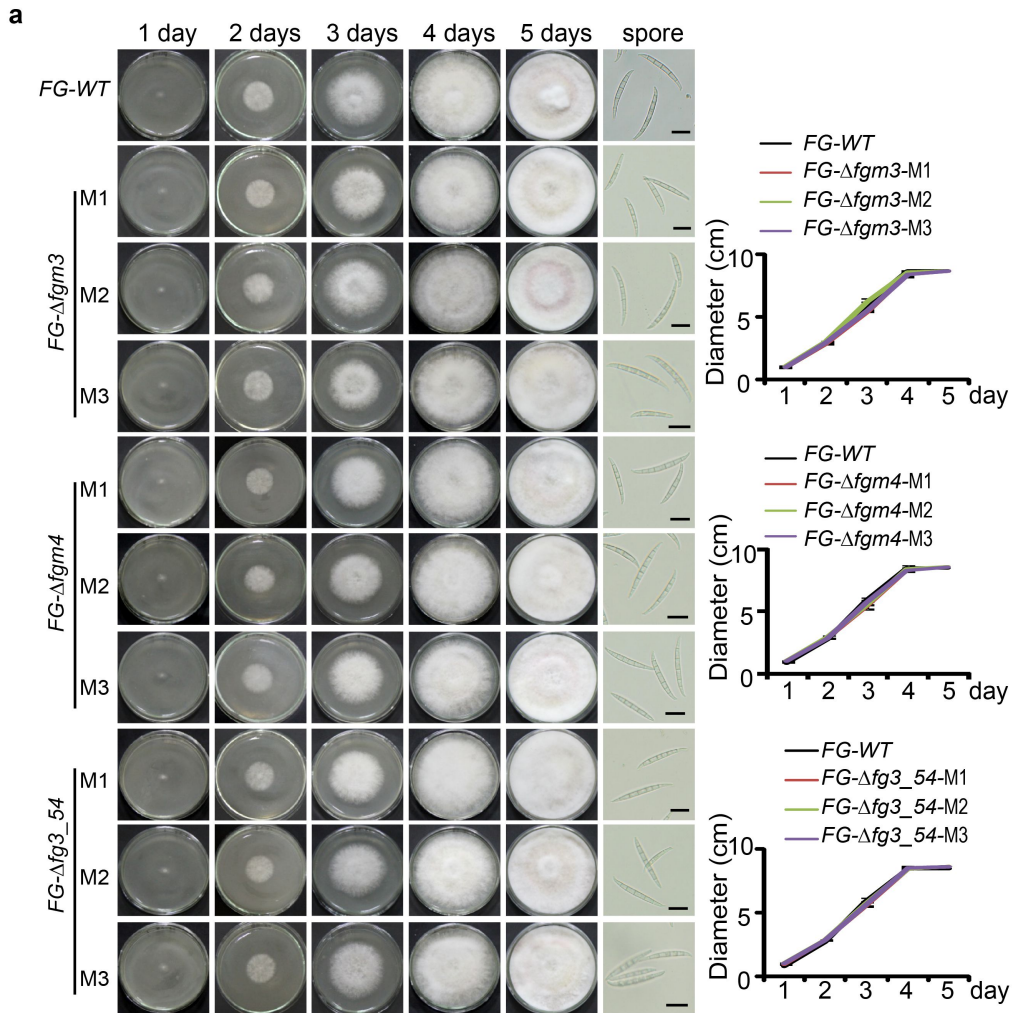 a
1 day 2 days 3 days 4 days 5 days spore
FG-WT
FG-Δfgm3
M1
M2
M3
FG-Δfgm4
M1
M2
M3
FG-Δfg3_54
M1
M2
M3
FG-WT
FG-Δfgm3-M1
FG-Δfgm3-M2
FG-Δfgm3-M3
Diameter (cm)
10
5
0
1 2 3 4 5 day
FG-WT
FG-Δfgm4-M1
FG-Δfgm4-M2
FG-Δfgm4-M3
Diameter (cm)
10
5
0
1 2 3 4 5 day
FG-WT
FG-Δfg3_54-M1
FG-Δfg3_54-M2
FG-Δfg3_54-M3
Diameter (cm)
10
5
0
1 2 3 4 5 day